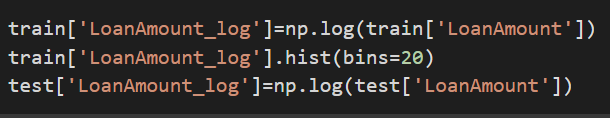 train['LoanAmount_log']=np.log(train['LoanAmount'])
train['LoanAmount_log'].hist(bins=20)
test['LoanAmount_log']=np.log(test['LoanAmount'])